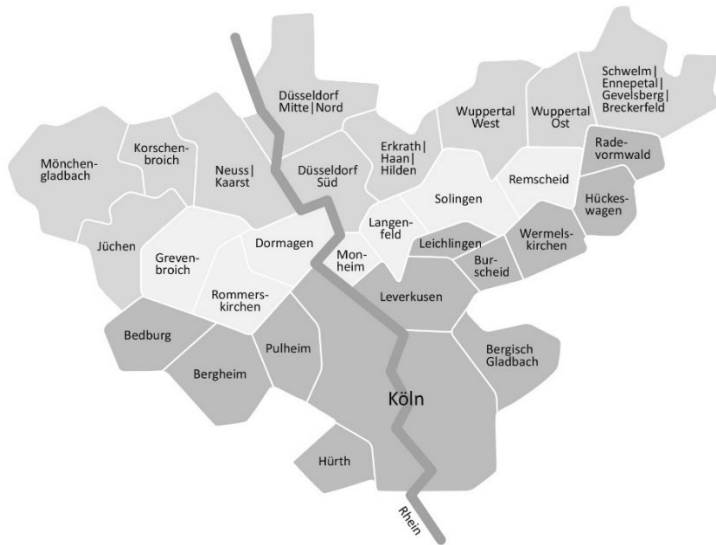 Schwelm|
Ennepetal|
Gevelsberg|
Breckerfeld
Düsseldorf
Mitte|Nord
Wuppertal
West
Wuppertal
Ost
Rade-
vormwald
Korschen-
broich
Mönchen-
gladbach
Neuss|
Kaarst
Düsseldorf
Süd
Erkrath|
Haan|
Hilden
Solingen
Remscheid
Hückes-
wagen
Jüchen
Greven-
broich
Dormagen
Langen-
feld
Leichlingen
Wermels-
kirchen
Mon-
heim
Bur-
scheid
Rommers-
kirchen
Leverkusen
Bedburg
Bergheim
Pulheim
Bergisch
Gladbach
Köln
Hürth
Rhein